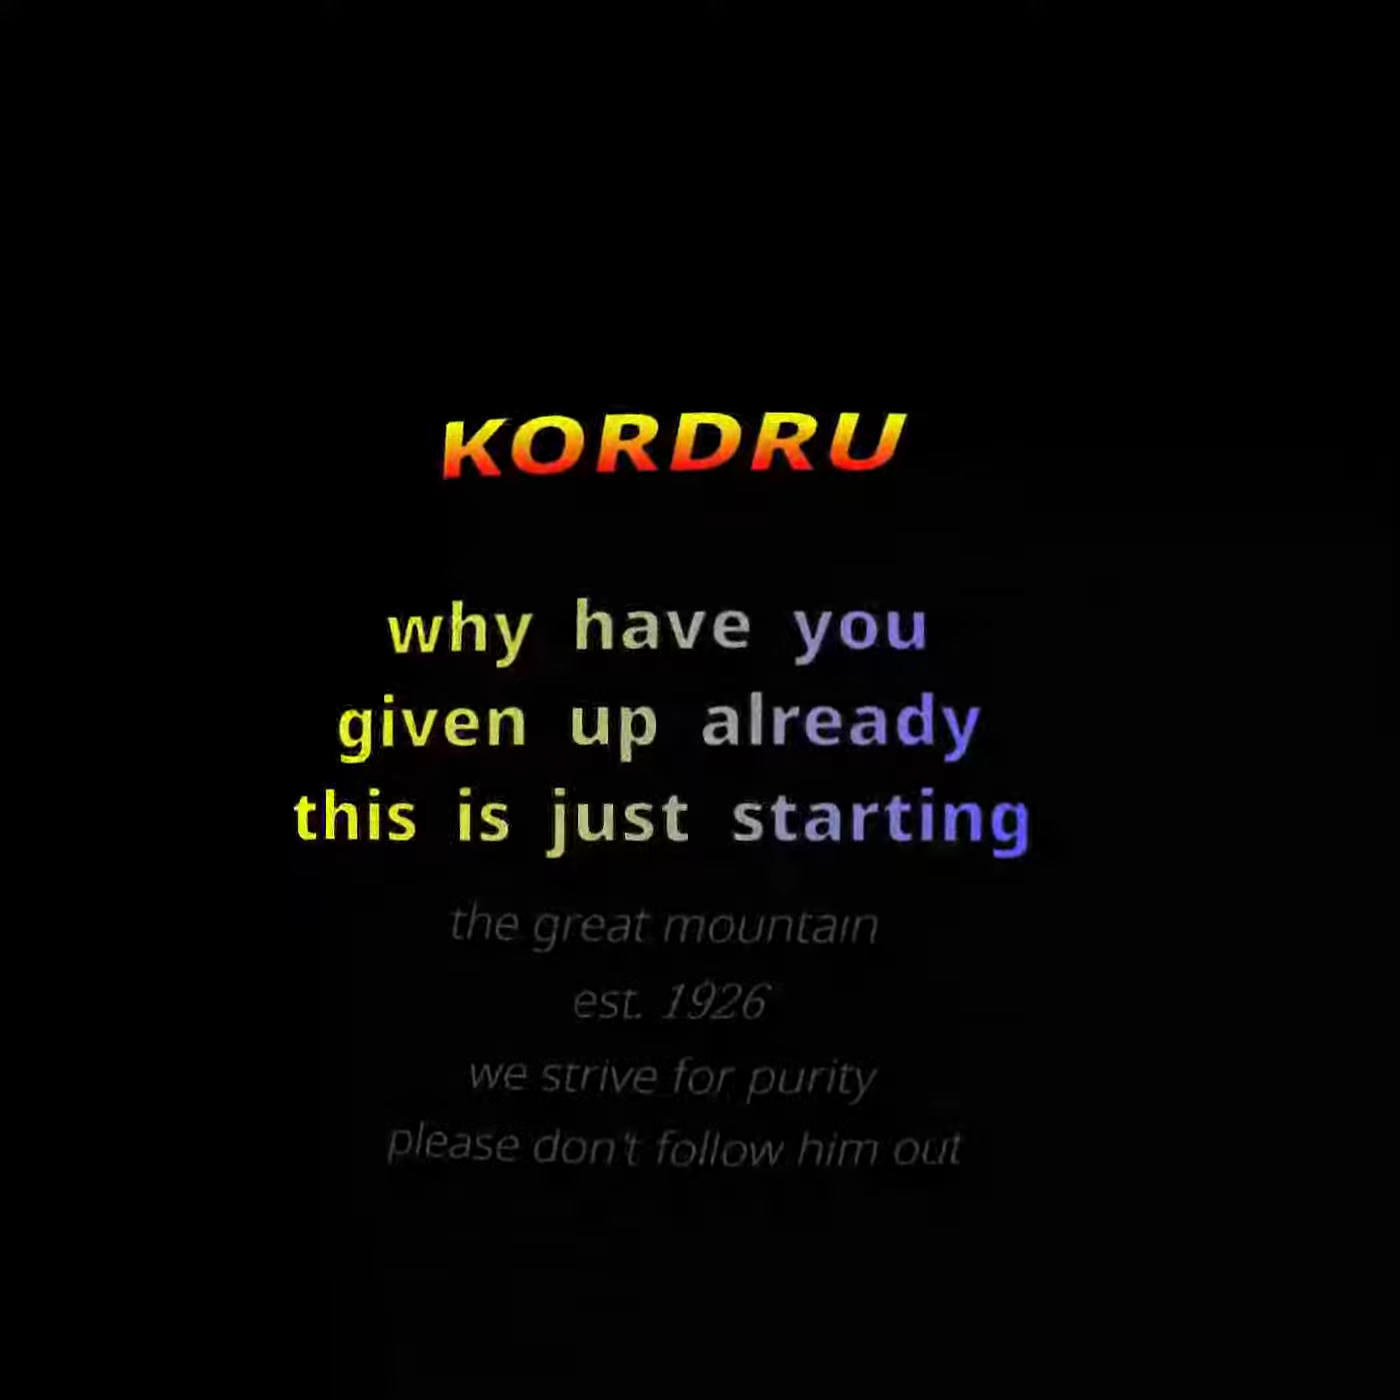 KORDRU
why have you
given up already
this is just starting
the great mountain
est. 1926
we strive for purity
please don't follow him out